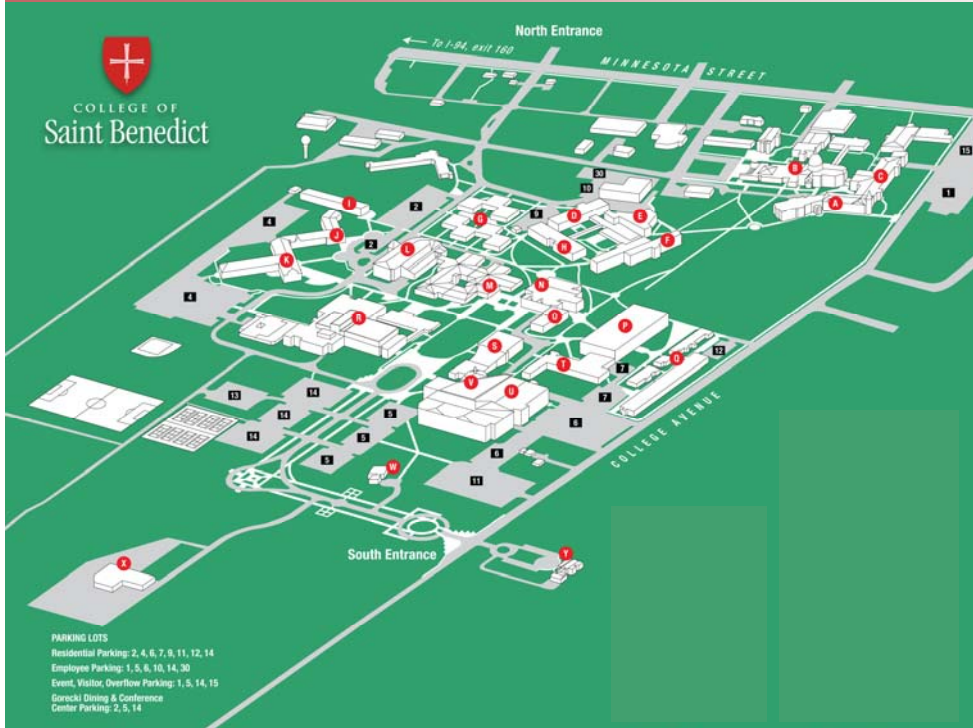 North Entrance
To I-94, exit 160
MINNESOTA STREET
COLLEGE OF
Saint Benedict
15
30
B
C
10
1
I
2
A
4
G
9
D
E
J
2
L
H
F
K
M
N
4
R
O
P
S
T
Q
12
7
V
U
7
13
14
5
6
14
5
14
5
6
COLLEGE AVENUE
W
11
South Entrance
Y
X
PARKING LOTS
Residential Parking: 2, 4, 6, 7, 9, 11, 12, 14
Employee Parking: 1, 5, 6, 10, 14, 30
Event, Visitor, Overflow Parking: 1, 5, 14, 15
Gorecki Dining & Conference
Center Parking: 2, 5, 14